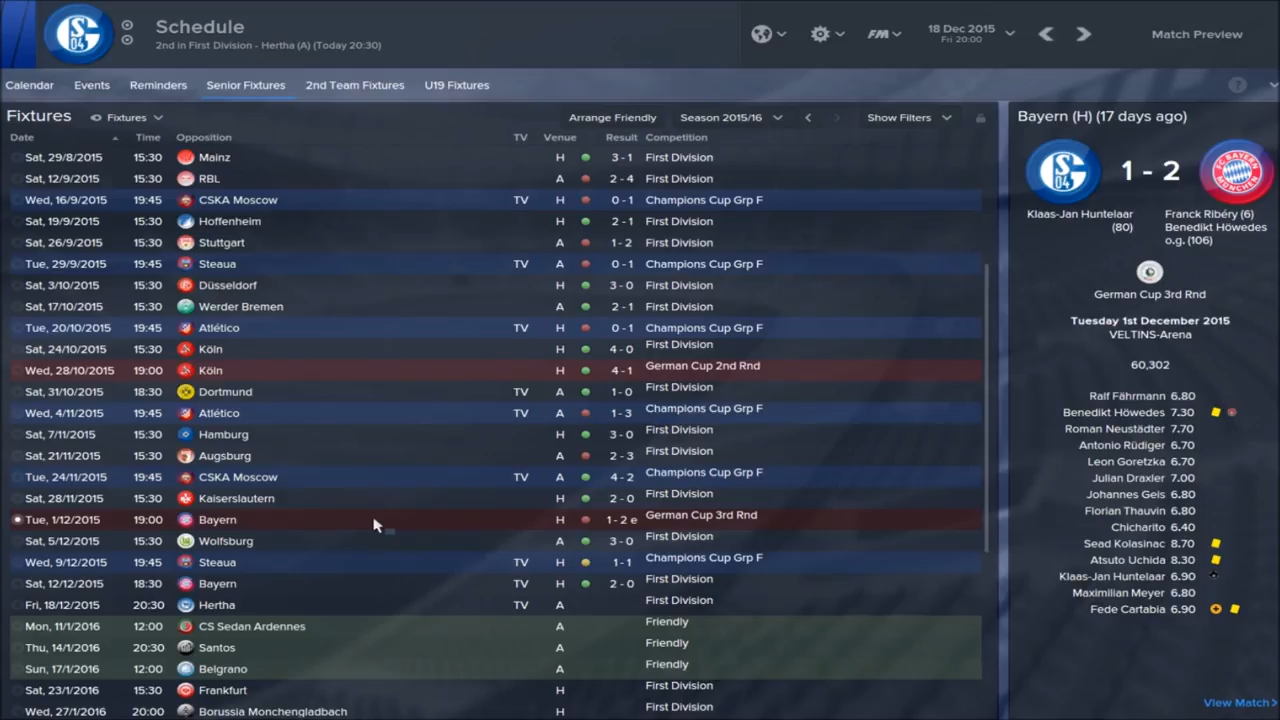 Schedule
2nd in First Division - Hertha (A) (Today 20:30)
FM
18 Dec 2015
Fri 20:00
Match Preview
Calendar Events Reminders Senior Fixtures 2nd Team Fixtures U19 Fixtures ?
Fixtures Fixtures Arrange Friendly Season 2015/16 Show Filters
Date Time Opposition TV Venue Result Competition
Sat, 29/8/2015 15:30 Mainz H 3 - 1 First Division
Sat, 12/9/2015 15:30 RBL A 2 - 4 First Division
Wed, 16/9/2015 19:45 CSKA Moscow TV H 0 - 1 Champions Cup Grp F
Sat, 19/9/2015 15:30 Hoffenheim H 2 - 1 First Division
Sat, 26/9/2015 15:30 Stuttgart A 1 - 2 First Division
Tue, 29/9/2015 19:45 Steaua TV A 0 - 1 Champions Cup Grp F
Sat, 3/10/2015 15:30 Düsseldorf H 3 - 0 First Division
Sat, 17/10/2015 15:30 Werder Bremen A 2 - 1 First Division
Tue, 20/10/2015 19:45 Atlético TV H 0 - 1 Champions Cup Grp F
Sat, 24/10/2015 15:30 Köln H 4 - 0 First Division
Wed, 28/10/2015 19:00 Köln H 4 - 1 German Cup 2nd Rnd
Sat, 31/10/2015 18:30 Dortmund TV A 1 - 0 First Division
Wed, 4/11/2015 19:45 Atlético TV A 1 - 3 Champions Cup Grp F
Sat, 7/11/2015 15:30 Hamburg H 3 - 0 First Division
Sat, 21/11/2015 15:30 Augsburg A 2 - 3 First Division
Tue, 24/11/2015 19:45 CSKA Moscow TV A 4 - 2 Champions Cup Grp F
Sat, 28/11/2015 15:30 Kaiserslautern H 2 - 0 First Division
Tue, 1/12/2015 19:00 Bayern H 1 - 2 e German Cup 3rd Rnd
Sat, 5/12/2015 15:30 Wolfsburg A 3 - 0 First Division
Wed, 9/12/2015 19:45 Steaua TV H 1 - 1 Champions Cup Grp F
Sat, 12/12/2015 18:30 Bayern TV H 2 - 0 First Division
Fri, 18/12/2015 20:30 Hertha TV A First Division
Mon, 11/1/2016 12:00 CS Sedan Ardennes A Friendly
Thu, 14/1/2016 20:30 Santos A Friendly
Sun, 17/1/2016 12:00 Belgrano A Friendly
Sat, 23/1/2016 15:30 Frankfurt H First Division
Wed, 27/1/2016 20:00 Borussia Monchengladbach H First Division
Bayern (H) (17 days ago)
1 - 2
Klaas-Jan Huntelaar
(80)
Franck Ribéry (6)
Benedikt Höwedes
o.g. (106)
German Cup 3rd Rnd
Tuesday 1st December 2015
VELTINS-Arena
60,302
Ralf Fährmann 6.80
Benedikt Höwedes 7.30
Roman Neustädter 7.70
Antonio Rüdiger 6.70
Leon Goretzka 6.70
Julian Draxler 7.00
Johannes Geis 6.80
Florian Thauvin 6.80
Chicharito 6.40
Sead Kolasinac 8.70
Atsuto Uchida 8.30
Klaas-Jan Huntelaar 6.90
Maximilian Meyer 6.80
Fede Cartabia 6.90
View Match >